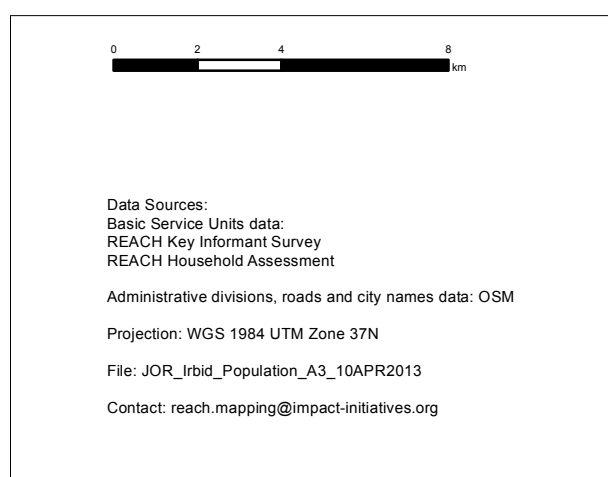 0 2 4 8
km
Data Sources:
Basic Service Units data:
REACH Key Informant Survey
REACH Household Assessment
Administrative divisions, roads and city names data: OSM
Projection: WGS 1984 UTM Zone 37N
File: JOR_Irbid_Population_A3_10APR2013
Contact: reach.mapping@impact-initiatives.org